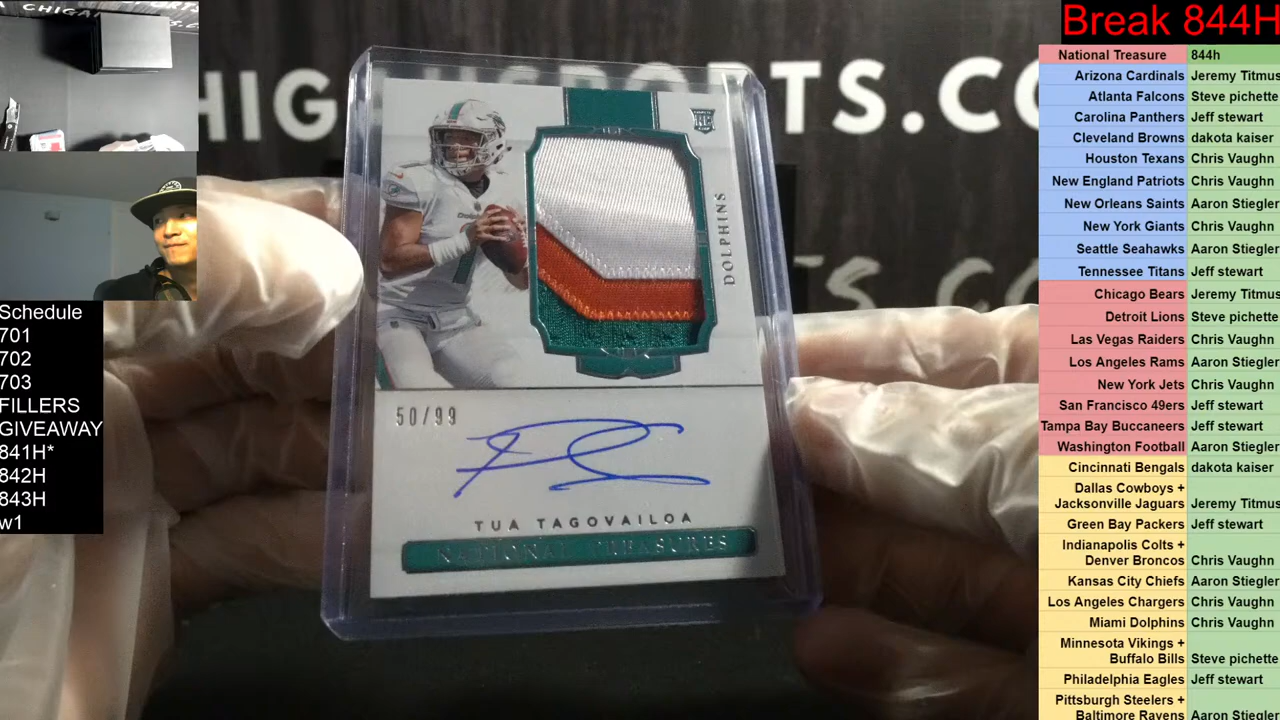 CHIGA
PORTS
HIG
PORTS.CO
RTS.CO
Schedule
701
702
703
FILLERS
GIVEAWAY
841H*
842H
843H
w1
RC
DOLPHINS
50/99
TUA TAGOVAILOA
NATIONAL TREASURES
Break 844H
National Treasure 844h
Arizona Cardinals Jeremy Titmus
Atlanta Falcons Steve pichette
Carolina Panthers Jeff stewart
Cleveland Browns dakota kaiser
Houston Texans Chris Vaughn
New England Patriots Chris Vaughn
New Orleans Saints Aaron Stiegler
New York Giants Chris Vaughn
Seattle Seahawks Aaron Stiegler
Tennessee Titans Jeff stewart
Chicago Bears Jeremy Titmus
Detroit Lions Steve pichette
Las Vegas Raiders Chris Vaughn
Los Angeles Rams Aaron Stiegler
New York Jets Chris Vaughn
San Francisco 49ers Jeff stewart
Tampa Bay Buccaneers Jeff stewart
Washington Football Aaron Stiegler
Cincinnati Bengals dakota kaiser
Dallas Cowboys +
Jacksonville Jaguars Jeremy Titmus
Green Bay Packers Jeff stewart
Indianapolis Colts +
Denver Broncos Chris Vaughn
Kansas City Chiefs Aaron Stiegler
Los Angeles Chargers Chris Vaughn
Miami Dolphins Chris Vaughn
Minnesota Vikings +
Buffalo Bills Steve pichette
Philadelphia Eagles Jeff stewart
Pittsburgh Steelers +
Baltimore Ravens Aaron Stiegler